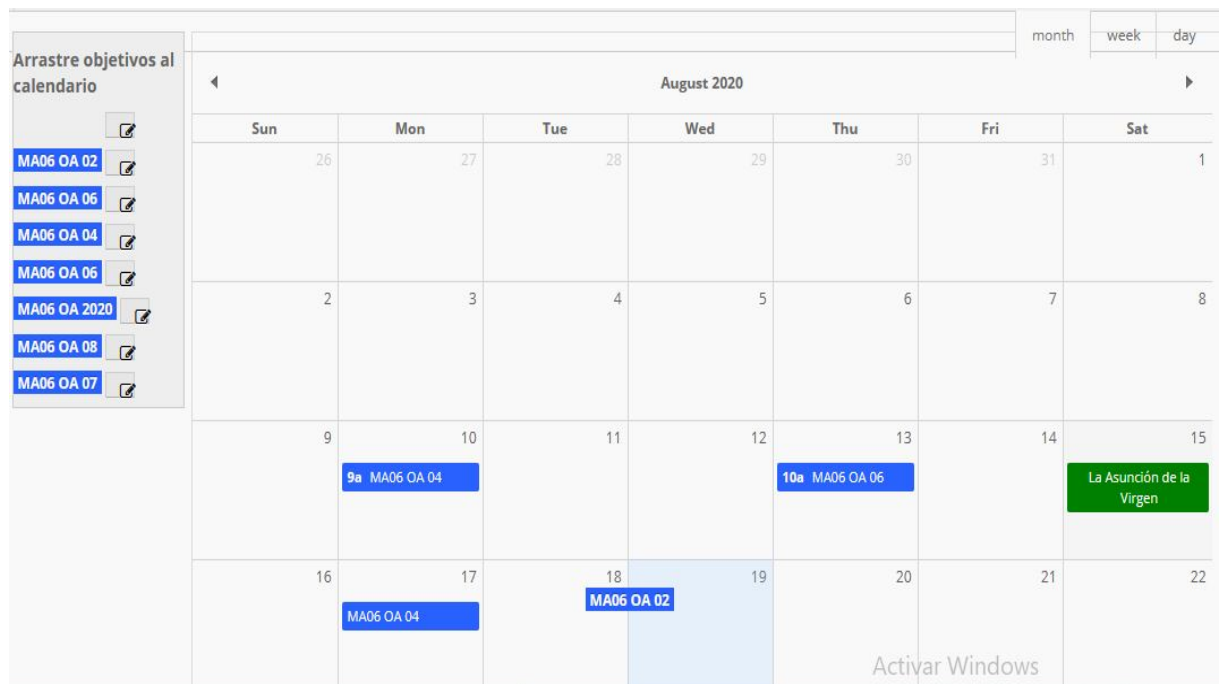 month week day
Arrastre objetivos al
calendario
August 2020
Sun Mon Tue Wed Thu Fri Sat
26 27 28 29 30 31 1
MA06 OA 02
MA06 OA 06
MA06 OA 04
MA06 OA 06
MA06 OA 2020
MA06 OA 08
MA06 OA 07
2 3 4 5 6 7 8
9 10 11 12 13 14 15
9a MA06 OA 04
10a MA06 OA 06
La Asunción de la
Virgen
16 17 18 19 20 21 22
MA06 OA 02
MA06 OA 04
Activar Windows